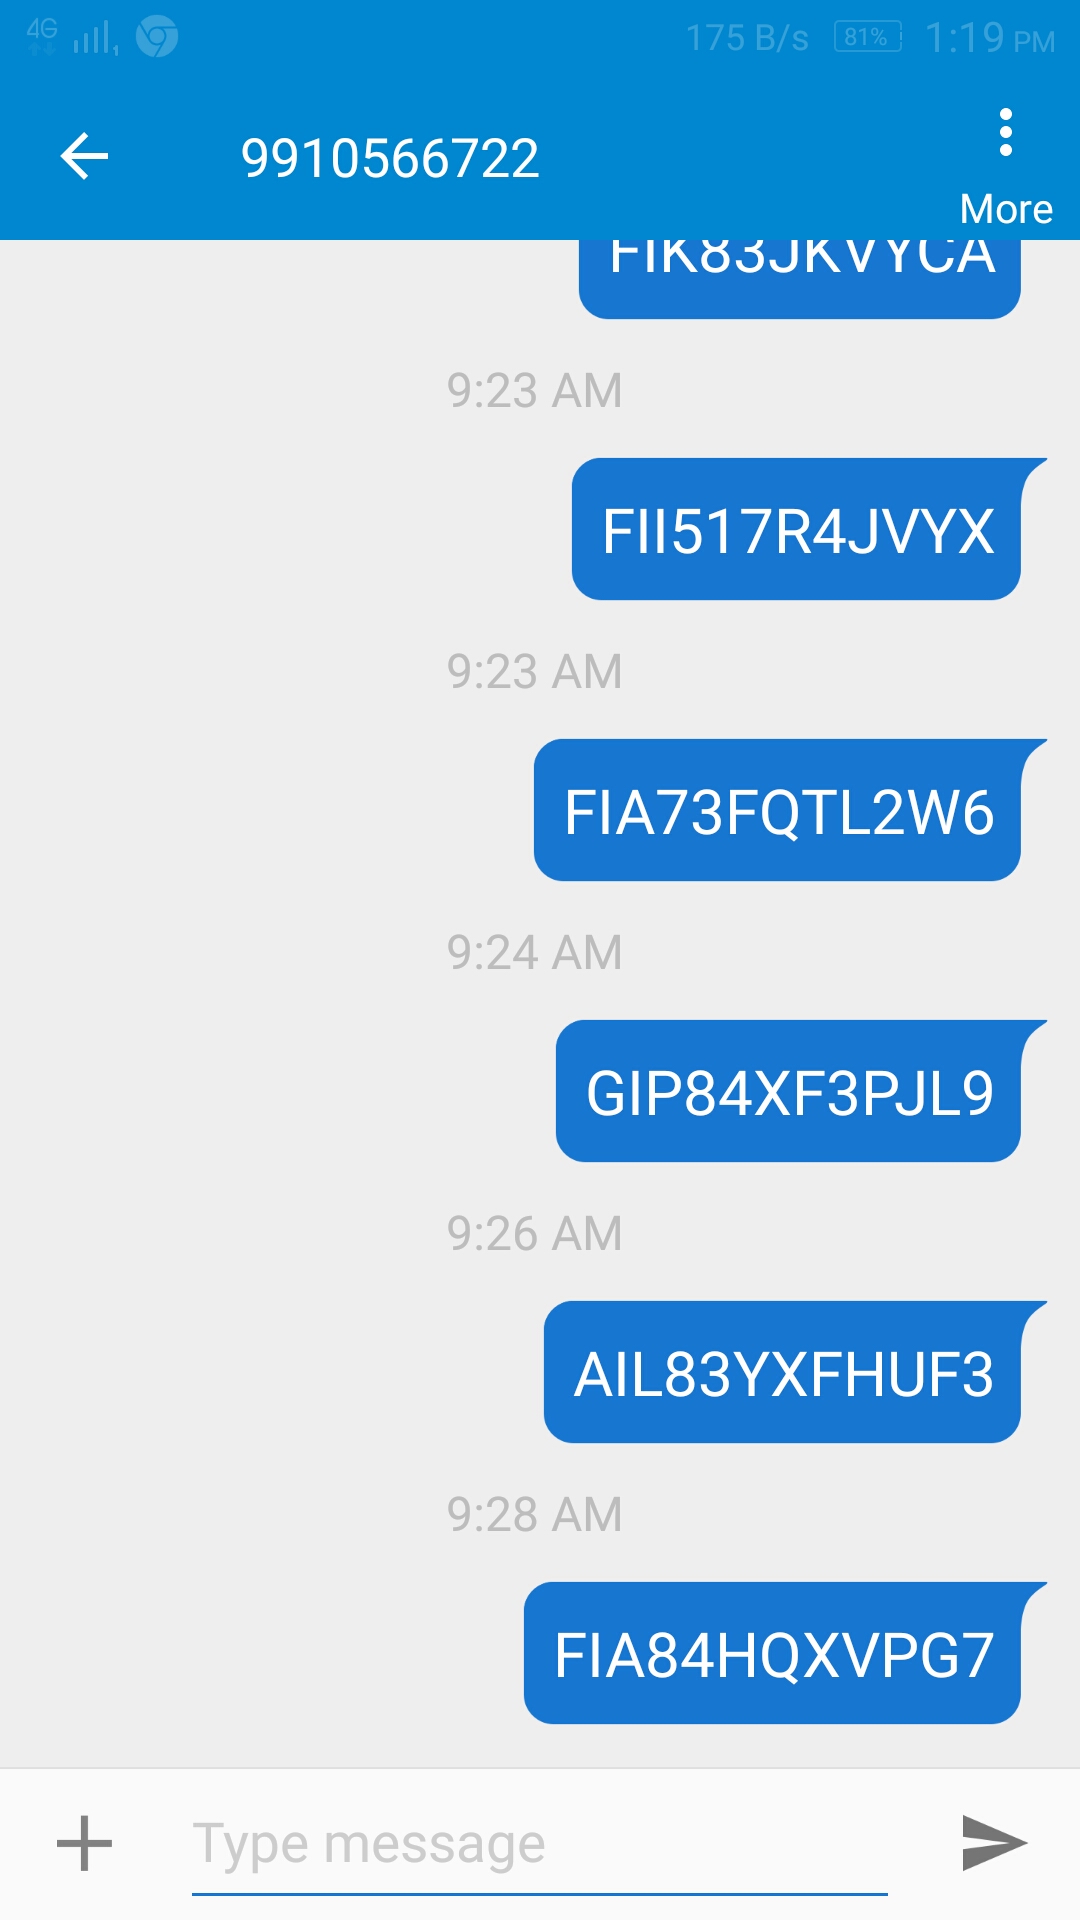 4G 175 B/s 81% 1:19 PM
9910566722
More
FIK83JKVYCA
9:23 AM
FII517R4JVYX
9:23 AM
FIA73FQTL2W6
9:24 AM
GIP84XF3PJL9
9:26 AM
AIL83YXFHUF3
9:28 AM
FIA84HQXVPG7
Type message